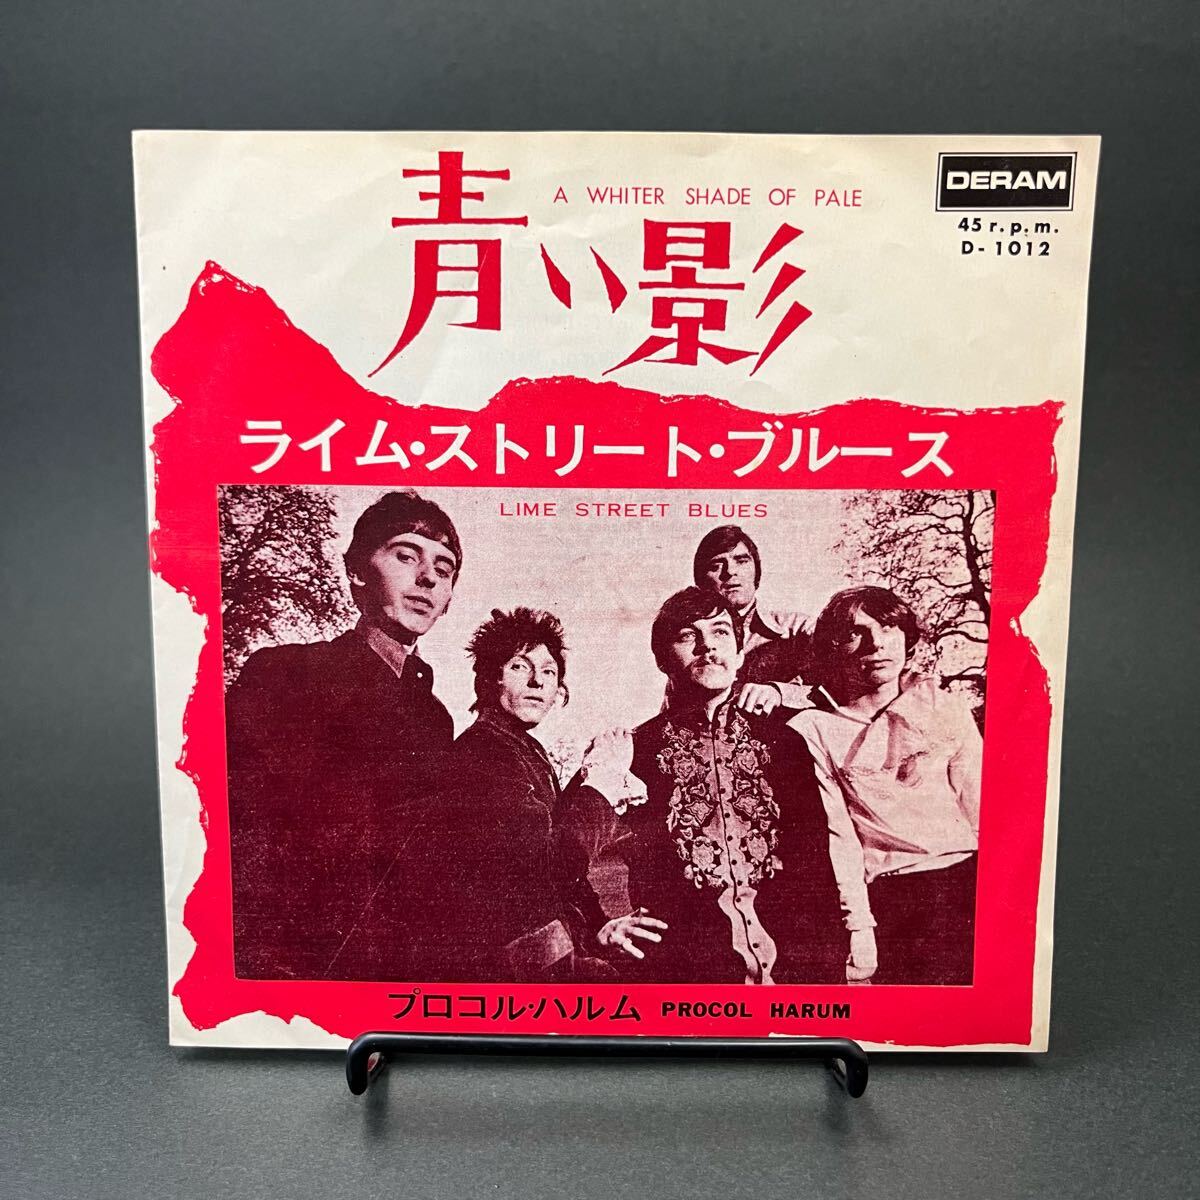 A WHITER SHADE OF PALE
青い影
DERAM
45 r.p.m.
D-1012
ライム・ストリート・ブルース
LIME STREET BLUES
プロコル・ハルム PROCOL HARUM